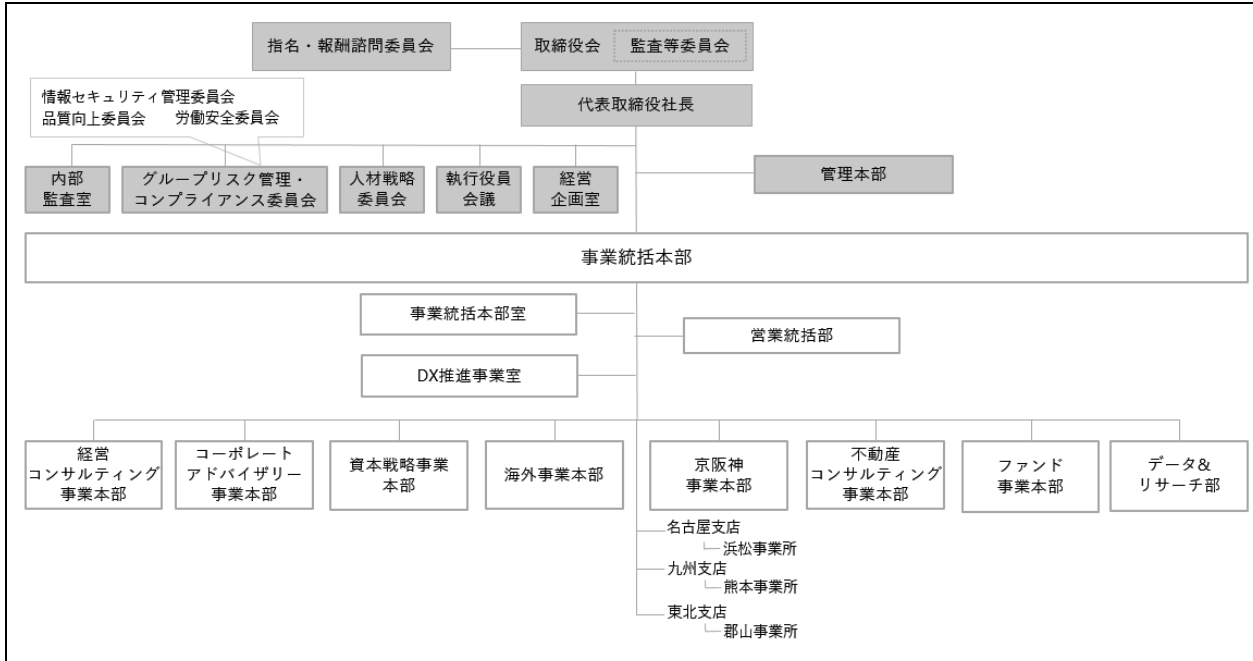 指名・報酬諮問委員会
取締役会 監査等委員会
代表取締役社長
情報セキュリティ管理委員会
品質向上委員会 労働安全委員会
内部
監査室
グループリスク管理・
コンプライアンス委員会
人材戦略
委員会
執行役員
会議
経営
企画室
管理本部
事業統括本部
事業統括本部室
営業統括部
DX推進事業室
経営
コンサルティング
事業本部
コーポレート
アドバイザリー
事業本部
資本戦略事業
本部
海外事業本部
京阪神
事業本部
不動産
コンサルティング
事業本部
ファンド
事業本部
データ&
リサーチ部
名古屋支店
浜松事業所
九州支店
熊本事業所
東北支店
郡山事業所